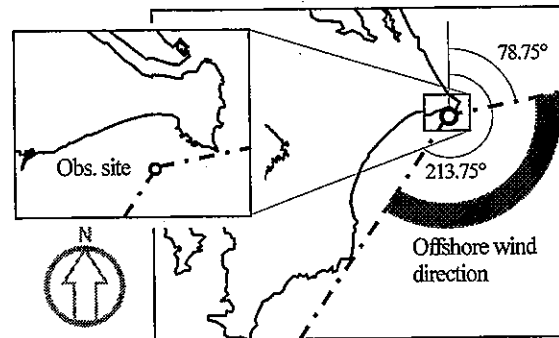 78.75°
Obs. site
213.75°
Offshore wind
direction
N